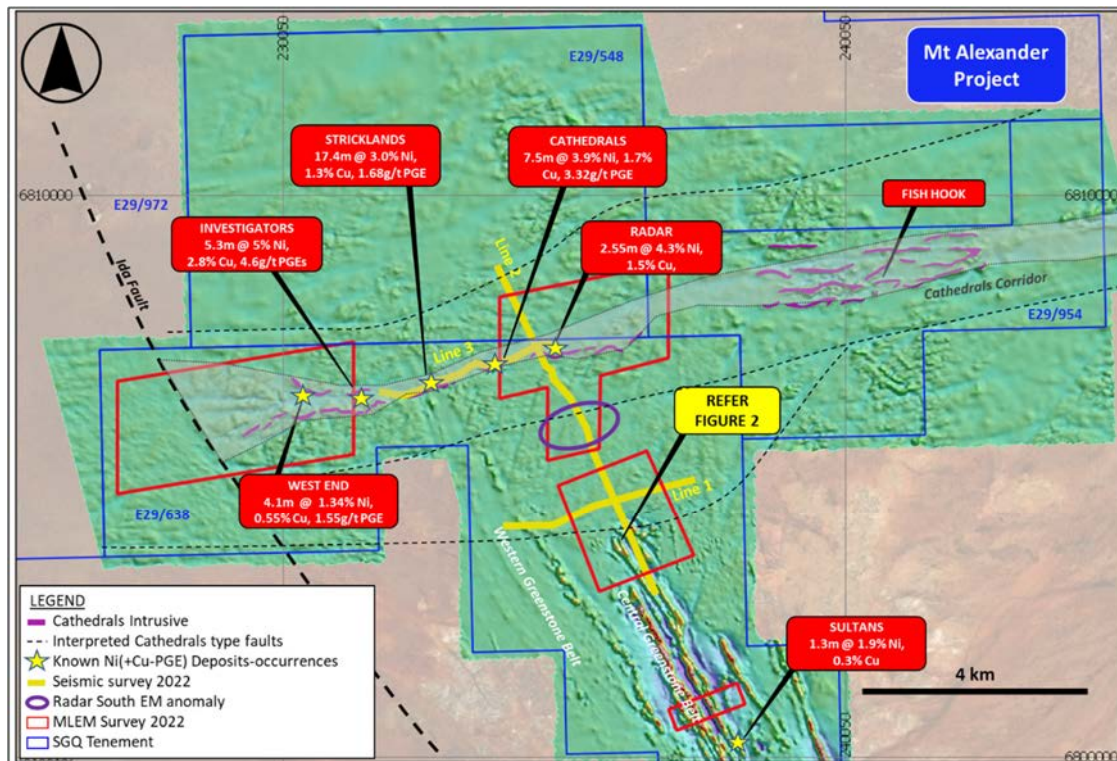 230050
240050
E29/548
Mt Alexander
Project
STRICKLANDS
17.4m @ 3.0% Ni,
1.3% Cu, 1.68g/t PGE
CATHEDRALS
7.5m @ 3.9% Ni, 1.7%
Cu, 3.32g/t PGE
6810000
6810000
E29/972
FISH HOOK
INVESTIGATORS
5.3m @ 5% Ni,
2.8% Cu, 4.6g/t PGEs
RADAR
2.55m @ 4.3% Ni,
1.5% Cu,
Ida Fault
Line 2
Cathedrals Corridor
E29/954
Line 3
REFER
FIGURE 2
WEST END
4.1m @ 1.34% Ni,
0.55% Cu, 1.55g/t PGE
Line 1
E29/638
Western Greenstone Belt
Central Greenstone Belt
SULTANS
1.3m @ 1.9% Ni,
0.3% Cu
4 km
LEGEND
Cathedrals Intrusive
Interpreted Cathedrals type faults
Known Ni(+Cu-PGE) Deposits-occurrences
Seismic survey 2022
Radar South EM anomaly
MLEM Survey 2022
SGQ Tenement
240050
6800000